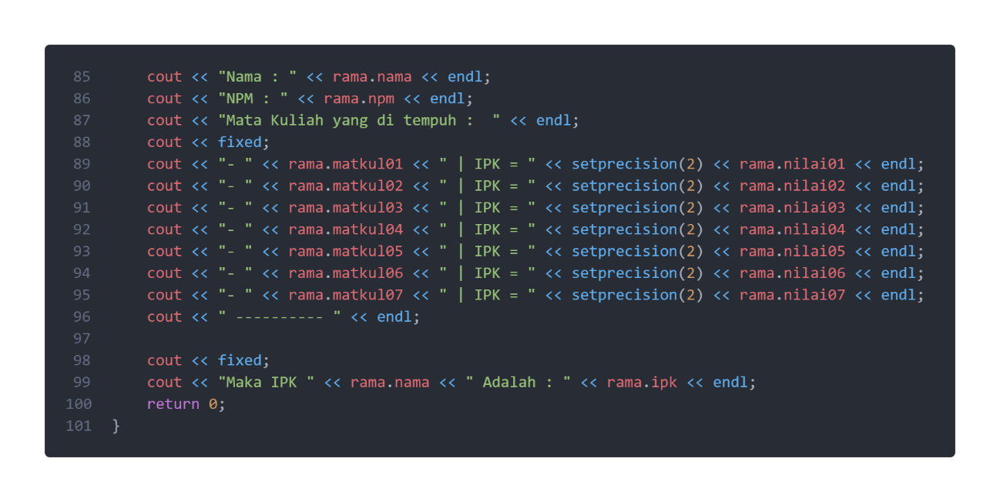 85 cout << "Nama : " << rama.nama << endl;
86 cout << "NPM : " << rama.npm << endl;
87 cout << "Mata Kuliah yang di tempuh :  " << endl;
88 cout << fixed;
89 cout << "- " << rama.matkul01 << " | IPK = " << setprecision(2) << rama.nilai01 << endl;
90 cout << "- " << rama.matkul02 << " | IPK = " << setprecision(2) << rama.nilai02 << endl;
91 cout << "- " << rama.matkul03 << " | IPK = " << setprecision(2) << rama.nilai03 << endl;
92 cout << "- " << rama.matkul04 << " | IPK = " << setprecision(2) << rama.nilai04 << endl;
93 cout << "- " << rama.matkul05 << " | IPK = " << setprecision(2) << rama.nilai05 << endl;
94 cout << "- " << rama.matkul06 << " | IPK = " << setprecision(2) << rama.nilai06 << endl;
95 cout << "- " << rama.matkul07 << " | IPK = " << setprecision(2) << rama.nilai07 << endl;
96 cout << " ---------- " << endl;
97
98 cout << fixed;
99 cout << "Maka IPK " << rama.nama << " Adalah : " << rama.ipk << endl;
100 return 0;
101 }